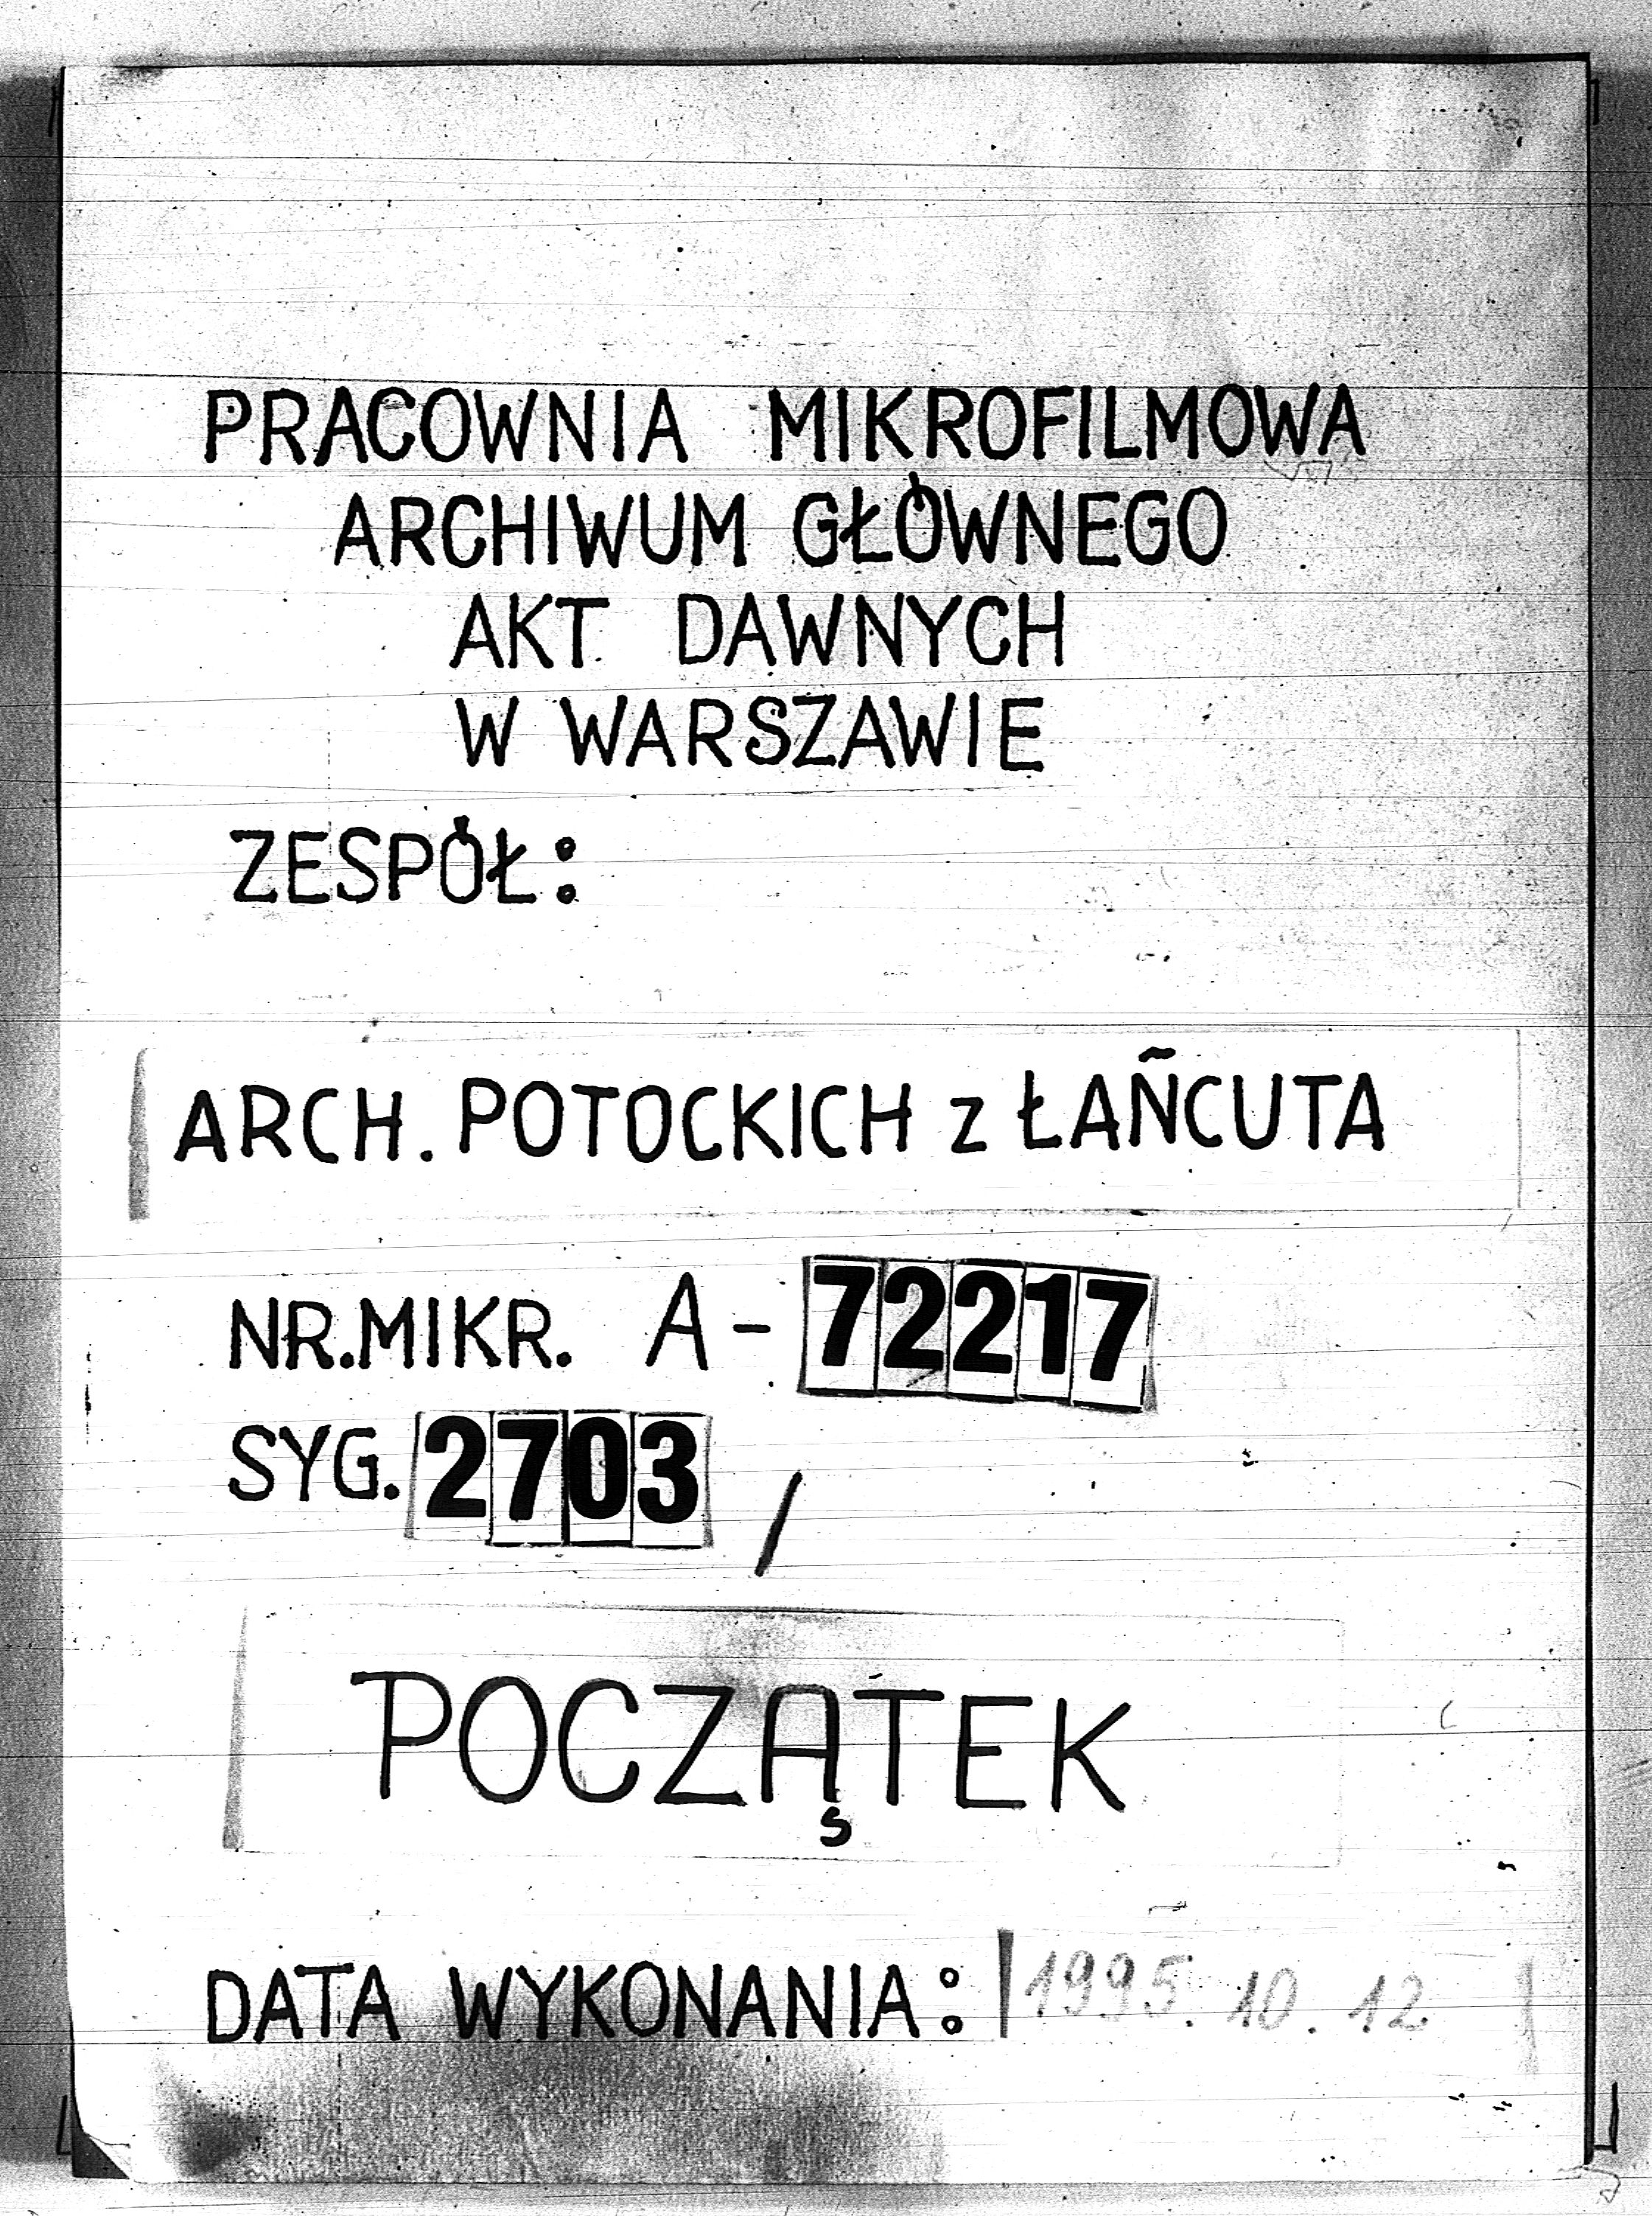 PRACOWNIA MIKROFILMOWA
ARCHIWUM GŁÓWNEGO
AKT DAWNYCH
W WARSZAWIE
ZESPÓŁ:
ARCH. POTOCKICH z ŁAŃCUTA
NR.MIKR. A-72217
SYG. 2703 /
POCZĄTEK
DATA WYKONANIA: 1995.10.12